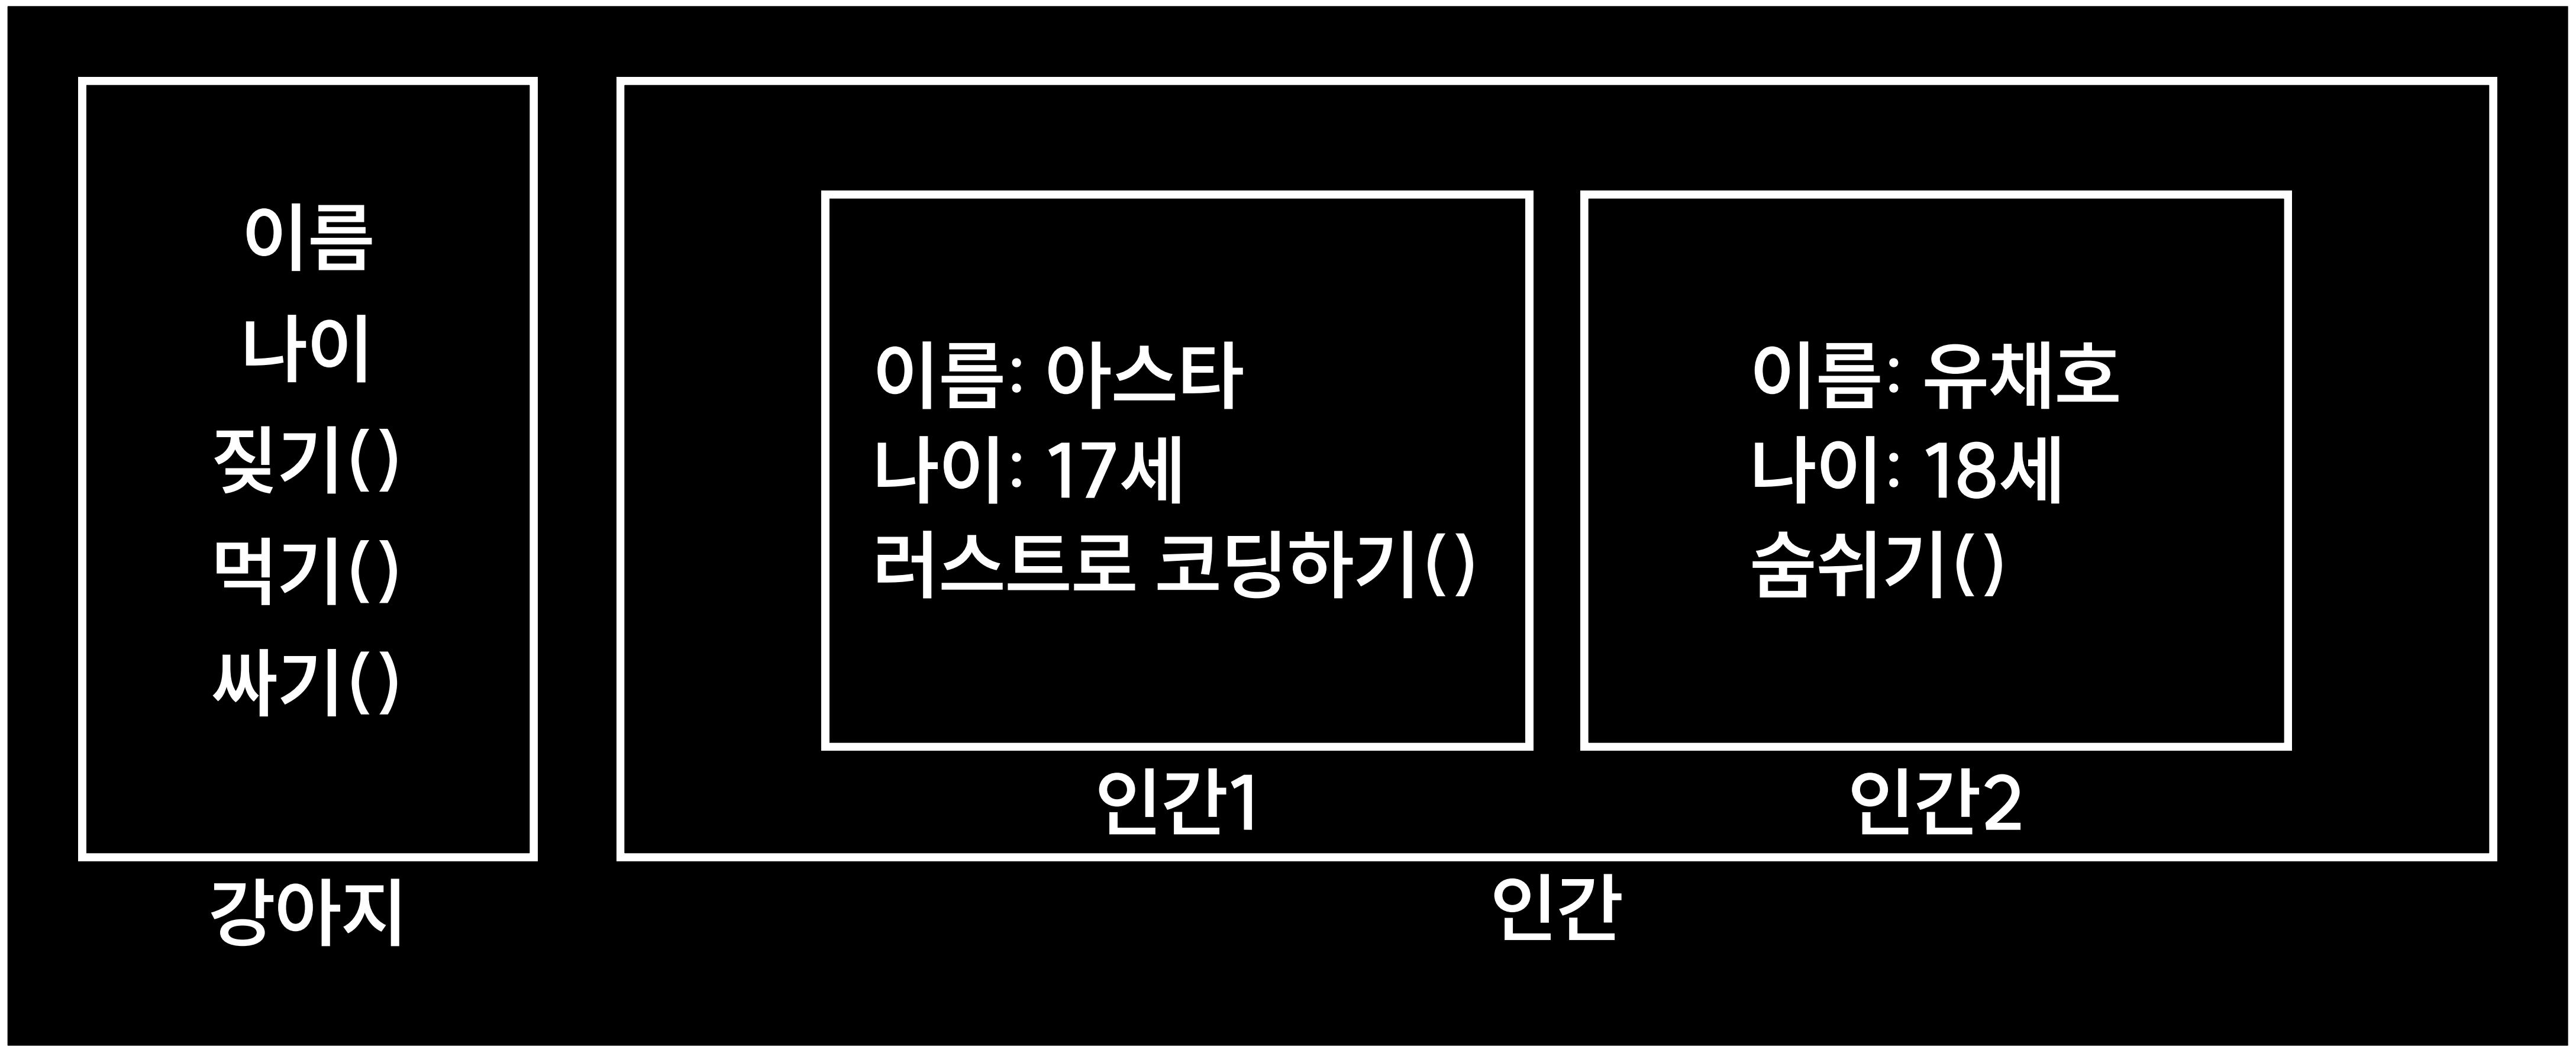 이름
나이
짖기()
먹기()
싸기()
강아지
이름: 아스타
나이: 17세
러스트로 코딩하기()
인간1
이름: 유채호
나이: 18세
숨쉬기()
인간2
인간